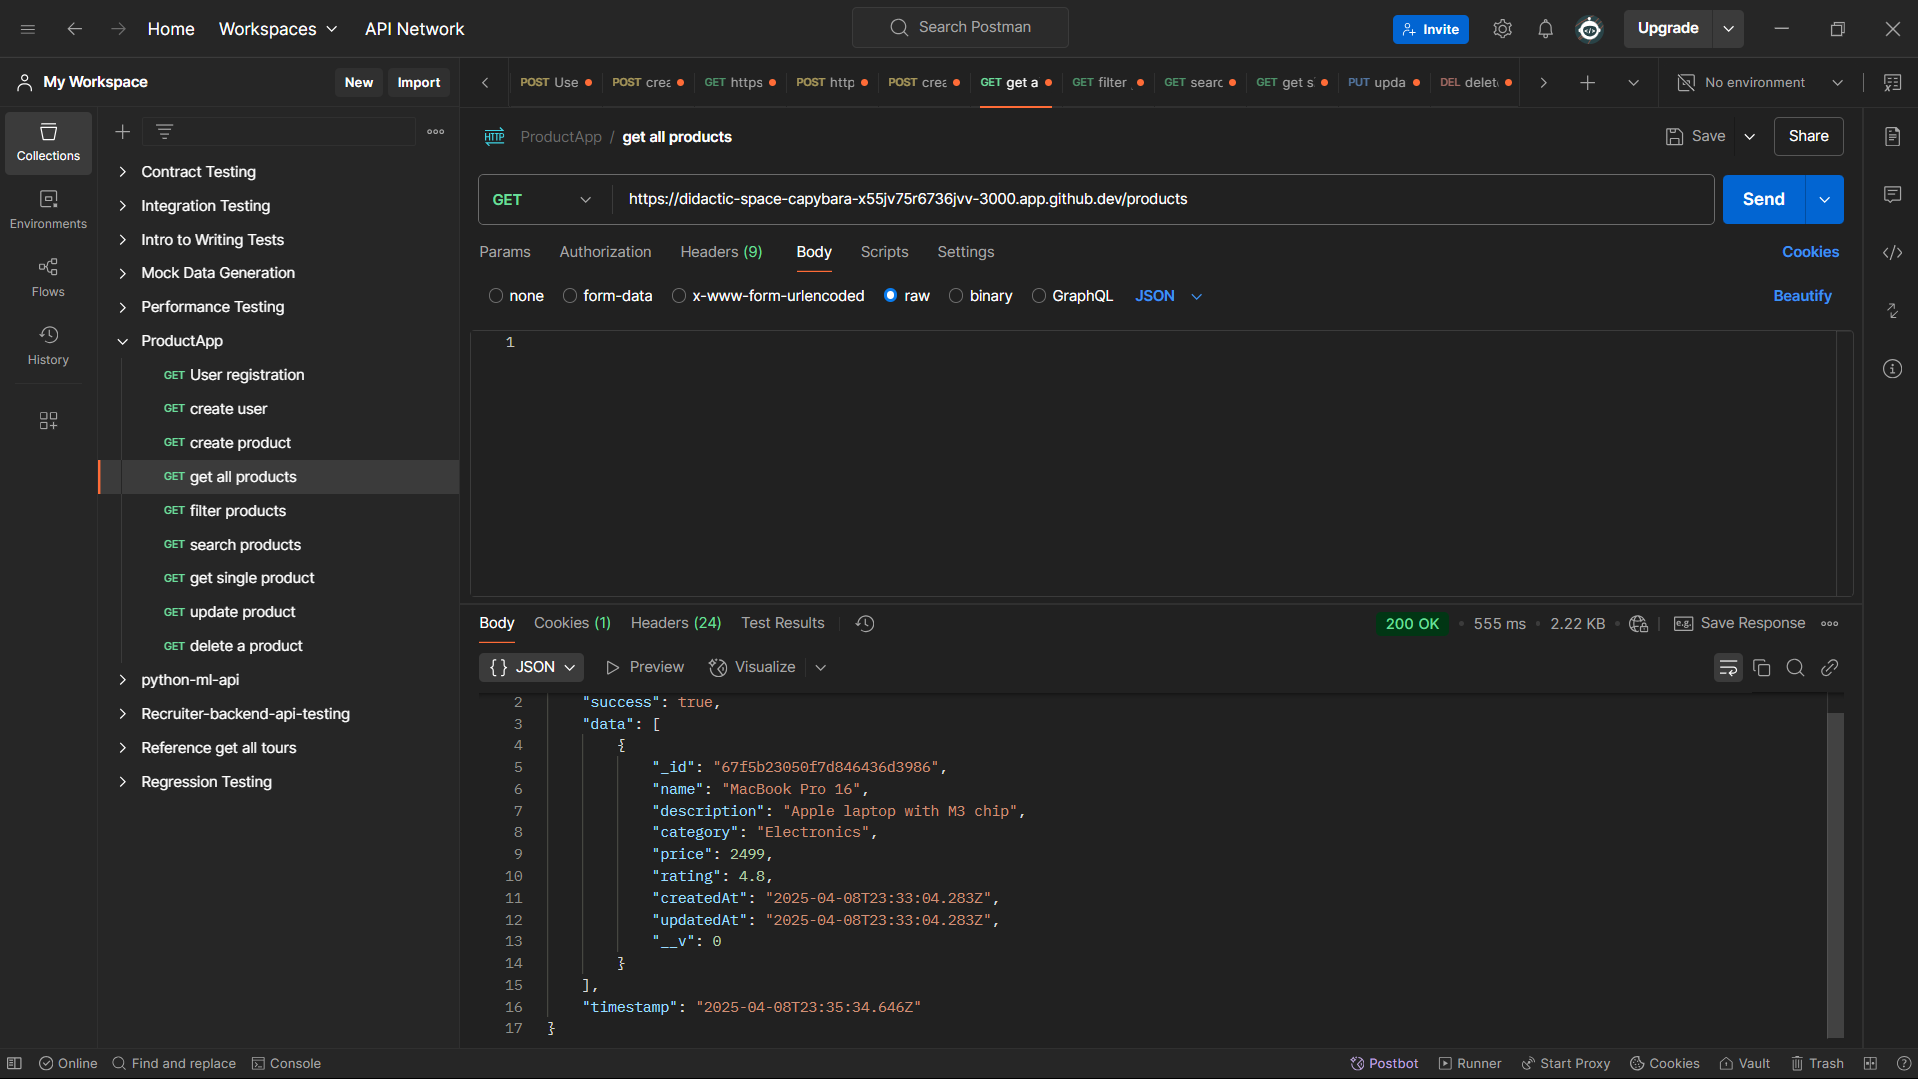 Home Workspaces API Network Search Postman Invite Upgrade
My Workspace New Import
POST Use POST crea GET https POST http POST crea GET get a GET filter GET searc GET get s PUT upda DEL delet No environment
Collections
Environments
Flows
History
Contract Testing
Integration Testing
Intro to Writing Tests
Mock Data Generation
Performance Testing
ProductApp
GET User registration
GET create user
GET create product
GET get all products
GET filter products
GET search products
GET get single product
GET update product
GET delete a product
python-ml-api
Recruiter-backend-api-testing
Reference get all tours
Regression Testing
HTTP ProductApp / get all products Save Share
GET https://didactic-space-capybara-x55jv75r6736jvv-3000.app.github.dev/products Send
Params Authorization Headers (9) Body Scripts Settings Cookies
none form-data x-www-form-urlencoded raw binary GraphQL JSON Beautify
1
Body Cookies (1) Headers (24) Test Results 200 OK • 555 ms • 2.22 KB • e.g. Save Response
{} JSON Preview Visualize
2 "success": true,
3 "data": [
4 {
5 "_id": "67f5b23050f7d846436d3986",
6 "name": "MacBook Pro 16",
7 "description": "Apple laptop with M3 chip",
8 "category": "Electronics",
9 "price": 2499,
10 "rating": 4.8,
11 "createdAt": "2025-04-08T23:33:04.283Z",
12 "updatedAt": "2025-04-08T23:33:04.283Z",
13 "__v": 0
14 }
15 ],
16 "timestamp": "2025-04-08T23:35:34.646Z"
17 }
Online Find and replace Console Postbot Runner Start Proxy Cookies Vault Trash